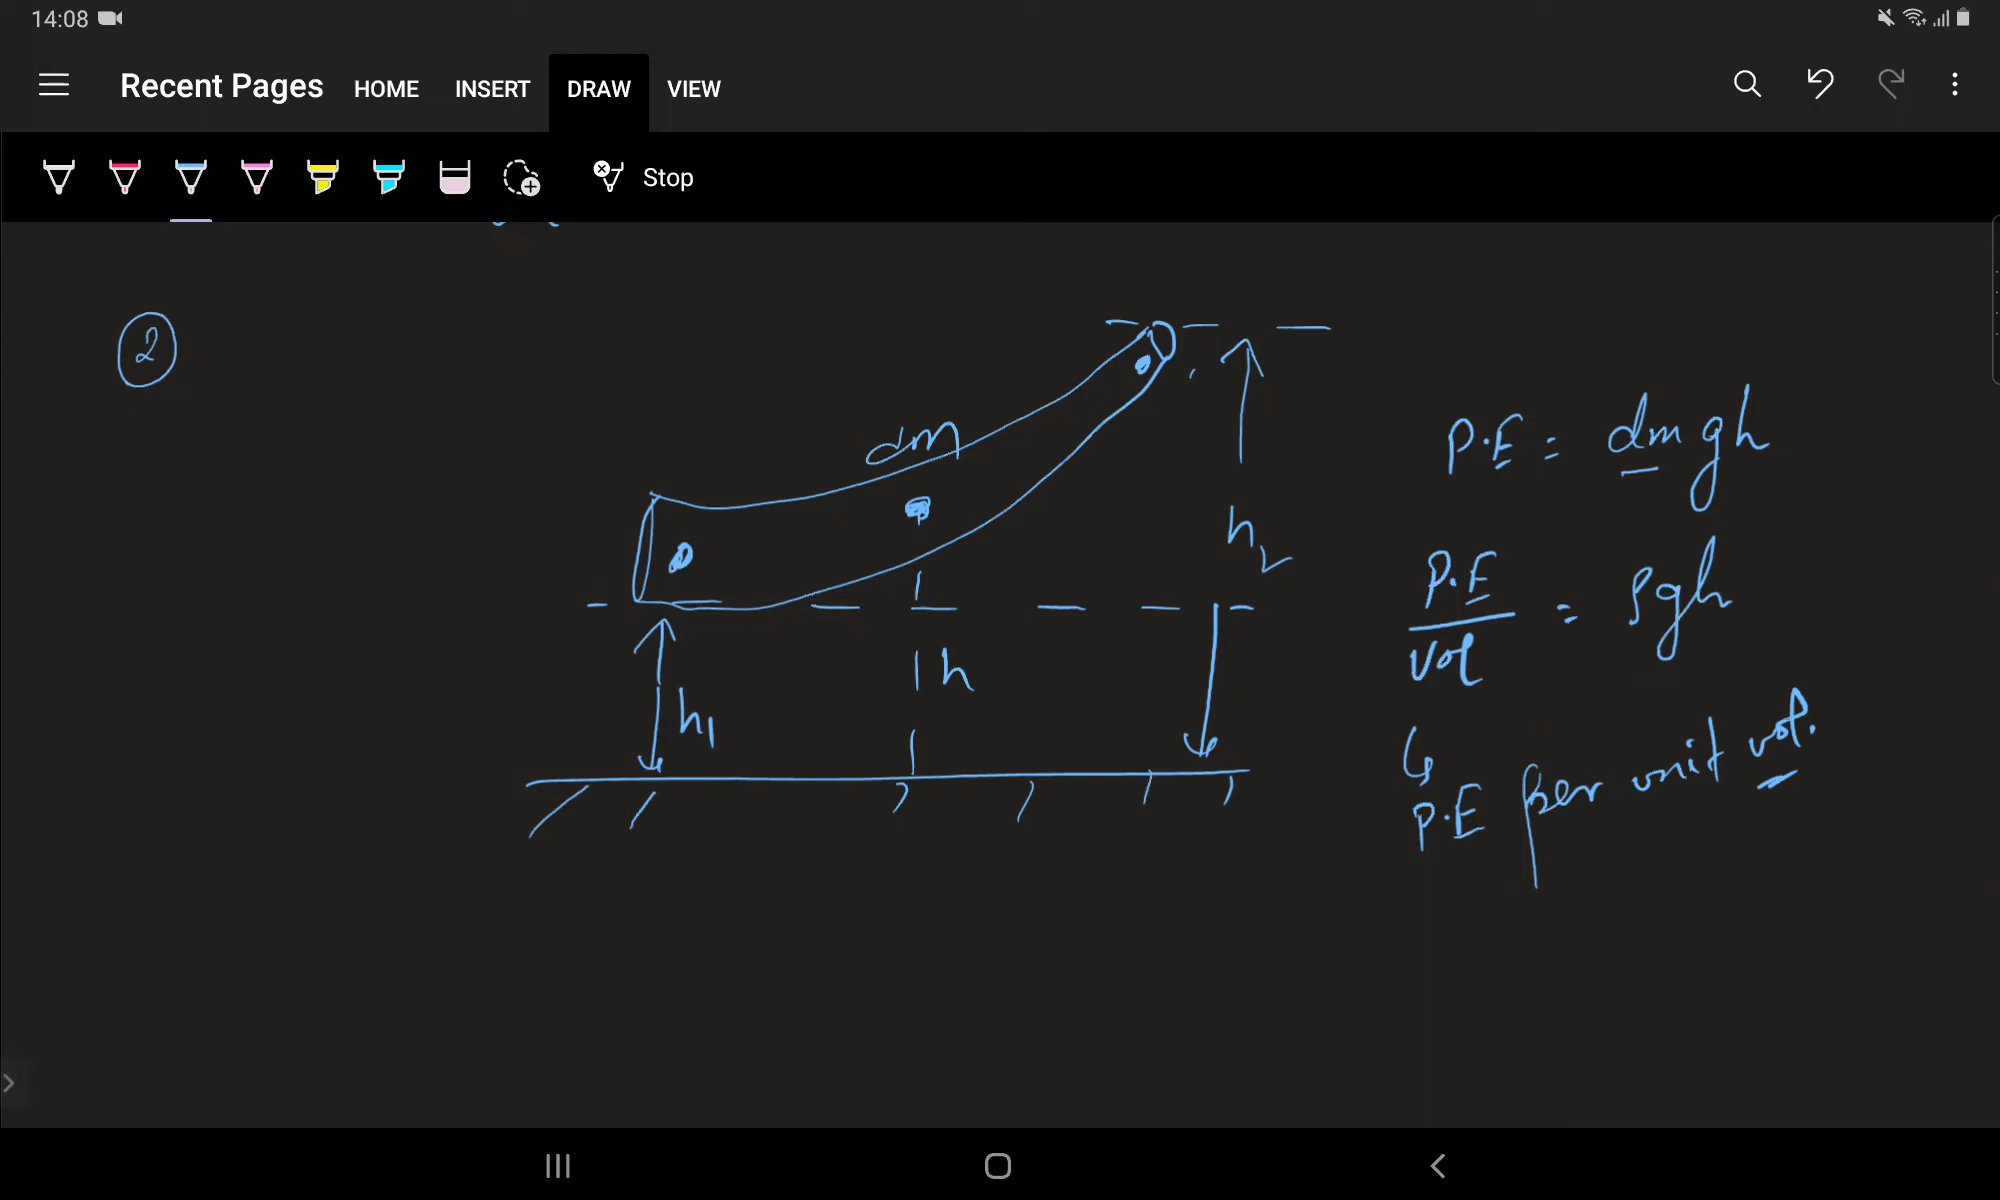 14:08
Recent Pages HOME INSERT DRAW VIEW
Stop
2
dm
h₂
h
h₁
P.E = dm gh
P.E / Vol = ρgh
↳
P.E per unit vol.